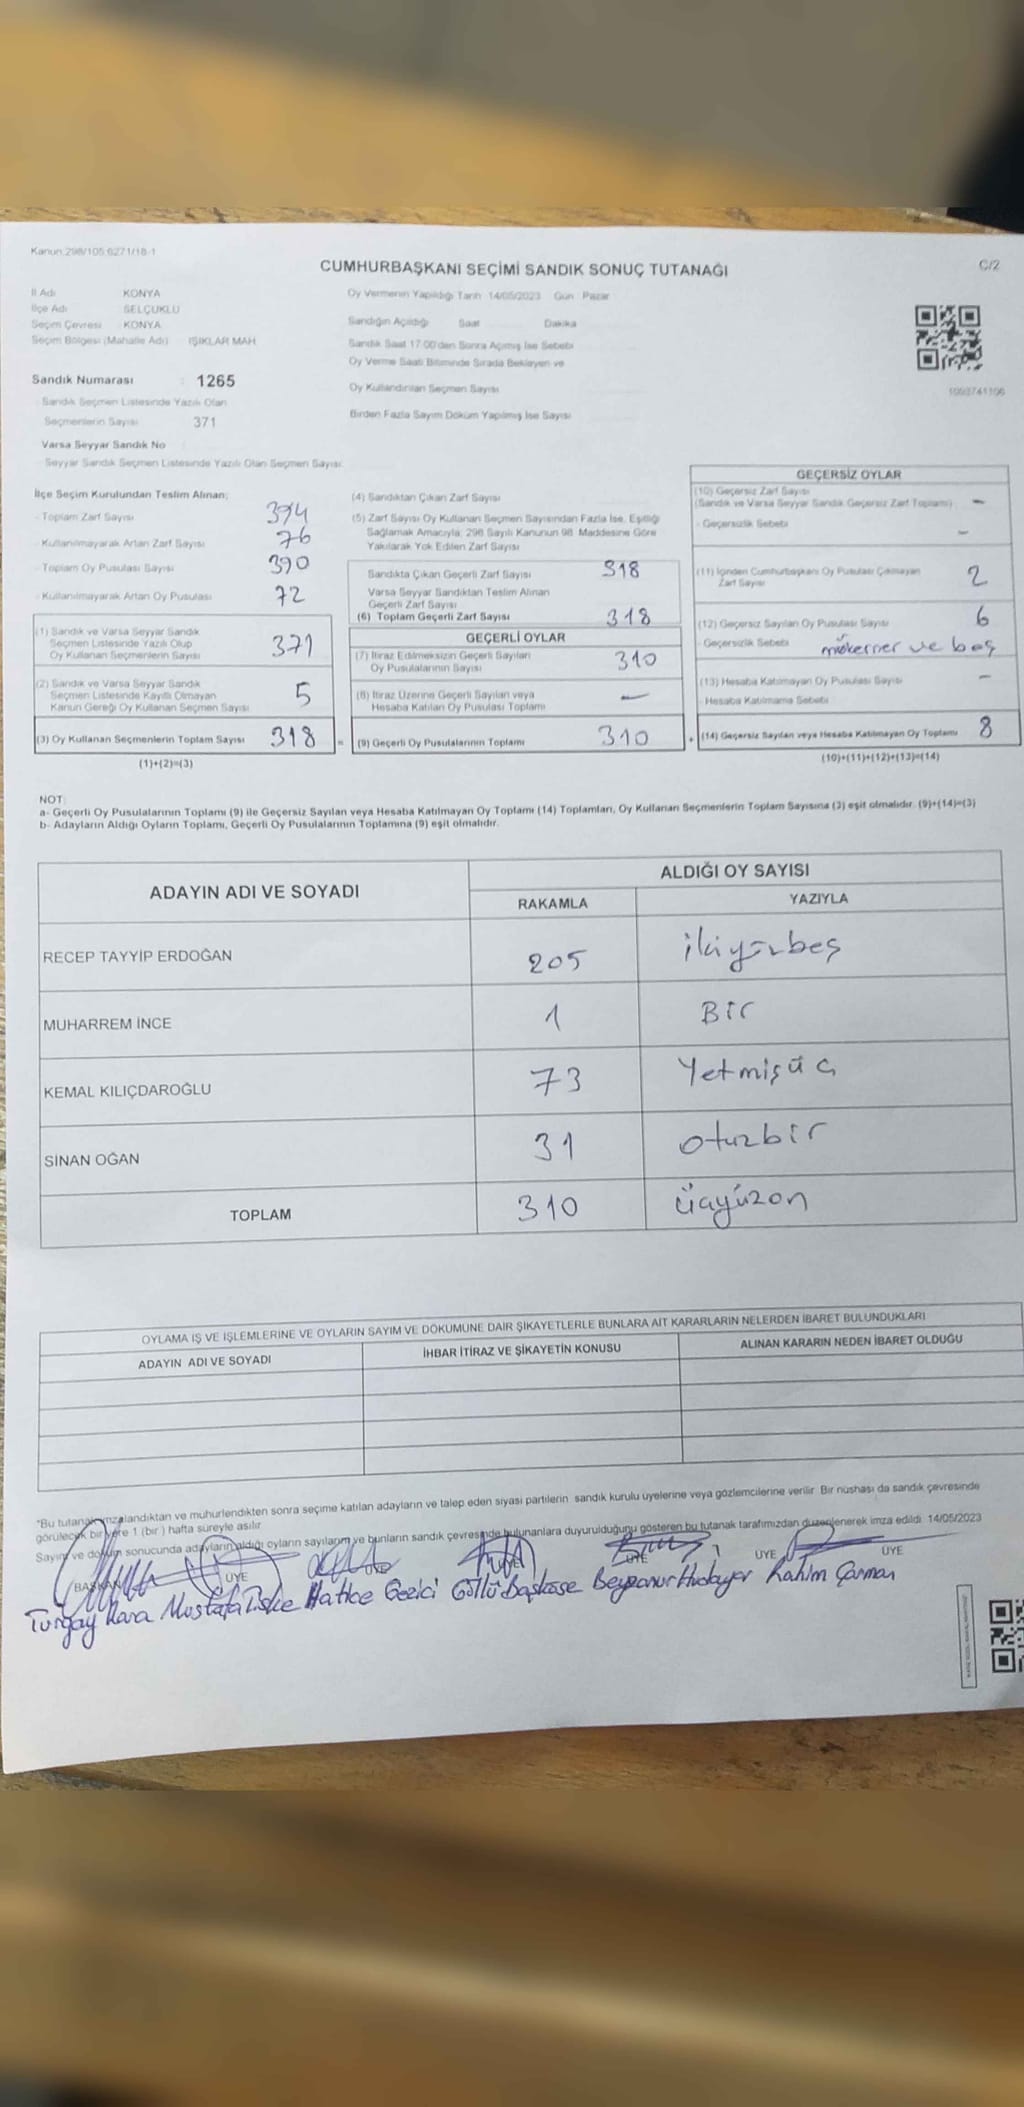 Kanun 298/105 6271/18-1
CUMHURBAŞKANI SEÇİMİ SANDIK SONUÇ TUTANAĞI
C/2
İl Adı KONYA
İlçe Adı SELÇUKLU
Seçim Çevresi KONYA
Seçim Bölgesi (Mahalle Adı) IŞIKLAR MAH
Sandık Numarası : 1265
Sandık Seçmen Listesinde Yazılı Olan
Seçmenlerin Sayısı 371
Varsa Seyyar Sandık No
Seyyar Sandık Seçmen Listesinde Yazılı Olan Seçmen Sayısı:
Oy Vermenin Yapıldığı Tarih 14/05/2023 Gün Pazar
Sandığın Açıldığı Saat Dakika
Sandık Saat 17:00'den Sonra Açılmış İse Sebebi
Oy Verme Saati Bitiminde Sırada Bekleyen ve
Oy Kullandırılan Seçmen Sayısı
Birden Fazla Sayım Döküm Yapılmış İse Sayısı
İlçe Seçim Kurulundan Teslim Alınan;
- Toplam Zarf Sayısı 394
- Kullanılmayarak Artan Zarf Sayısı 76
- Toplam Oy Pusulası Sayısı 390
- Kullanılmayarak Artan Oy Pusulası 72
(1) Sandık ve Varsa Seyyar Sandık
Seçmen Listesinde Yazılı Olup
Oy Kullanan Seçmenlerin Sayısı 371
(2) Sandık ve Varsa Seyyar Sandık
Seçmen Listesinde Kayıtlı Olmayan
Kanun Gereği Oy Kullanan Seçmen Sayısı 5
(3) Oy Kullanan Seçmenlerin Toplam Sayısı 318 =
(1)+(2)=(3)
(4) Sandıktan Çıkan Zarf Sayısı
(5) Zarf Sayısı Oy Kullanan Seçmen Sayısından Fazla İse, Eşitliği
Sağlamak Amacıyla, 298 Sayılı Kanunun 98. Maddesine Göre
Yakılarak Yok Edilen Zarf Sayısı
Sandıkta Çıkan Geçerli Zarf Sayısı 318
Varsa Seyyar Sandıktan Teslim Alınan
Geçerli Zarf Sayısı
(6) Toplam Geçerli Zarf Sayısı 318
GEÇERLİ OYLAR
(7) İtiraz Edilmeksizin Geçerli Sayılan
Oy Pusulalarının Sayısı 310
(8) İtiraz Üzerine Geçerli Sayılan veya
Hesaba Katılan Oy Pusulası Toplamı —
(9) Geçerli Oy Pusulalarının Toplamı 310 +
GEÇERSİZ OYLAR
(10) Geçersiz Zarf Sayısı
(Sandık ve Varsa Seyyar Sandık Geçersiz Zarf Toplamı) -
- Geçersizlik Sebebi -
(11) İçinden Cumhurbaşkanı Oy Pusulası Çıkmayan
Zarf Sayısı 2
(12) Geçersiz Sayılan Oy Pusulası Sayısı 6
- Geçersizlik Sebebi mükerrer ve boş
(13) Hesaba Katılmayan Oy Pusulası Sayısı -
- Hesaba Katılmama Sebebi
(14) Geçersiz Sayılan veya Hesaba Katılmayan Oy Toplamı 8
(10)+(11)+(12)+(13)=(14)
NOT:
a- Geçerli Oy Pusulalarının Toplamı (9) ile Geçersiz Sayılan veya Hesaba Katılmayan Oy Toplamı (14) Toplamları, Oy Kullanan Seçmenlerin Toplam Sayısına (3) eşit olmalıdır. (9)+(14)=(3)
b- Adayların Aldığı Oyların Toplamı, Geçerli Oy Pusulalarının Toplamına (9) eşit olmalıdır.
ADAYIN ADI VE SOYADI
ALDIĞI OY SAYISI
RAKAMLA YAZIYLA
RECEP TAYYİP ERDOĞAN 205 ikiyüzbeş
MUHARREM İNCE 1 Bir
KEMAL KILIÇDAROĞLU 73 Yetmişüç
SİNAN OĞAN 31 otuzbir
TOPLAM 310 üçyüzon
OYLAMA İŞ VE İŞLEMLERİNE VE OYLARIN SAYIM VE DÖKÜMÜNE DAİR ŞİKAYETLERLE BUNLARA AİT KARARLARIN NELERDEN İBARET BULUNDUKLARI
ADAYIN ADI VE SOYADI İHBAR İTİRAZ VE ŞİKAYETİN KONUSU ALINAN KARARIN NEDEN İBARET OLDUĞU
*Bu tutanak imzalandıktan ve mühürlendikten sonra seçime katılan adayların ve talep eden siyasi partilerin sandık kurulu üyelerine veya gözlemcilerine verilir. Bir nüshası da sandık çevresinde
görülecek bir yere 1 (bir) hafta süreyle asılır.
Sayım ve döküm sonucunda adayların aldığı oyların sayılarını ve bunların sandık çevresinde bulunanlara duyurulduğunu gösteren bu tutanak tarafımızdan düzenlenerek imza edildi. 14/05/2023
BAŞKAN ÜYE ÜYE ÜYE ÜYE ÜYE ÜYE
Turgay Kara Mustafa Hatice Gezici Güllü Başköse Beyzanur Rahim Çarman